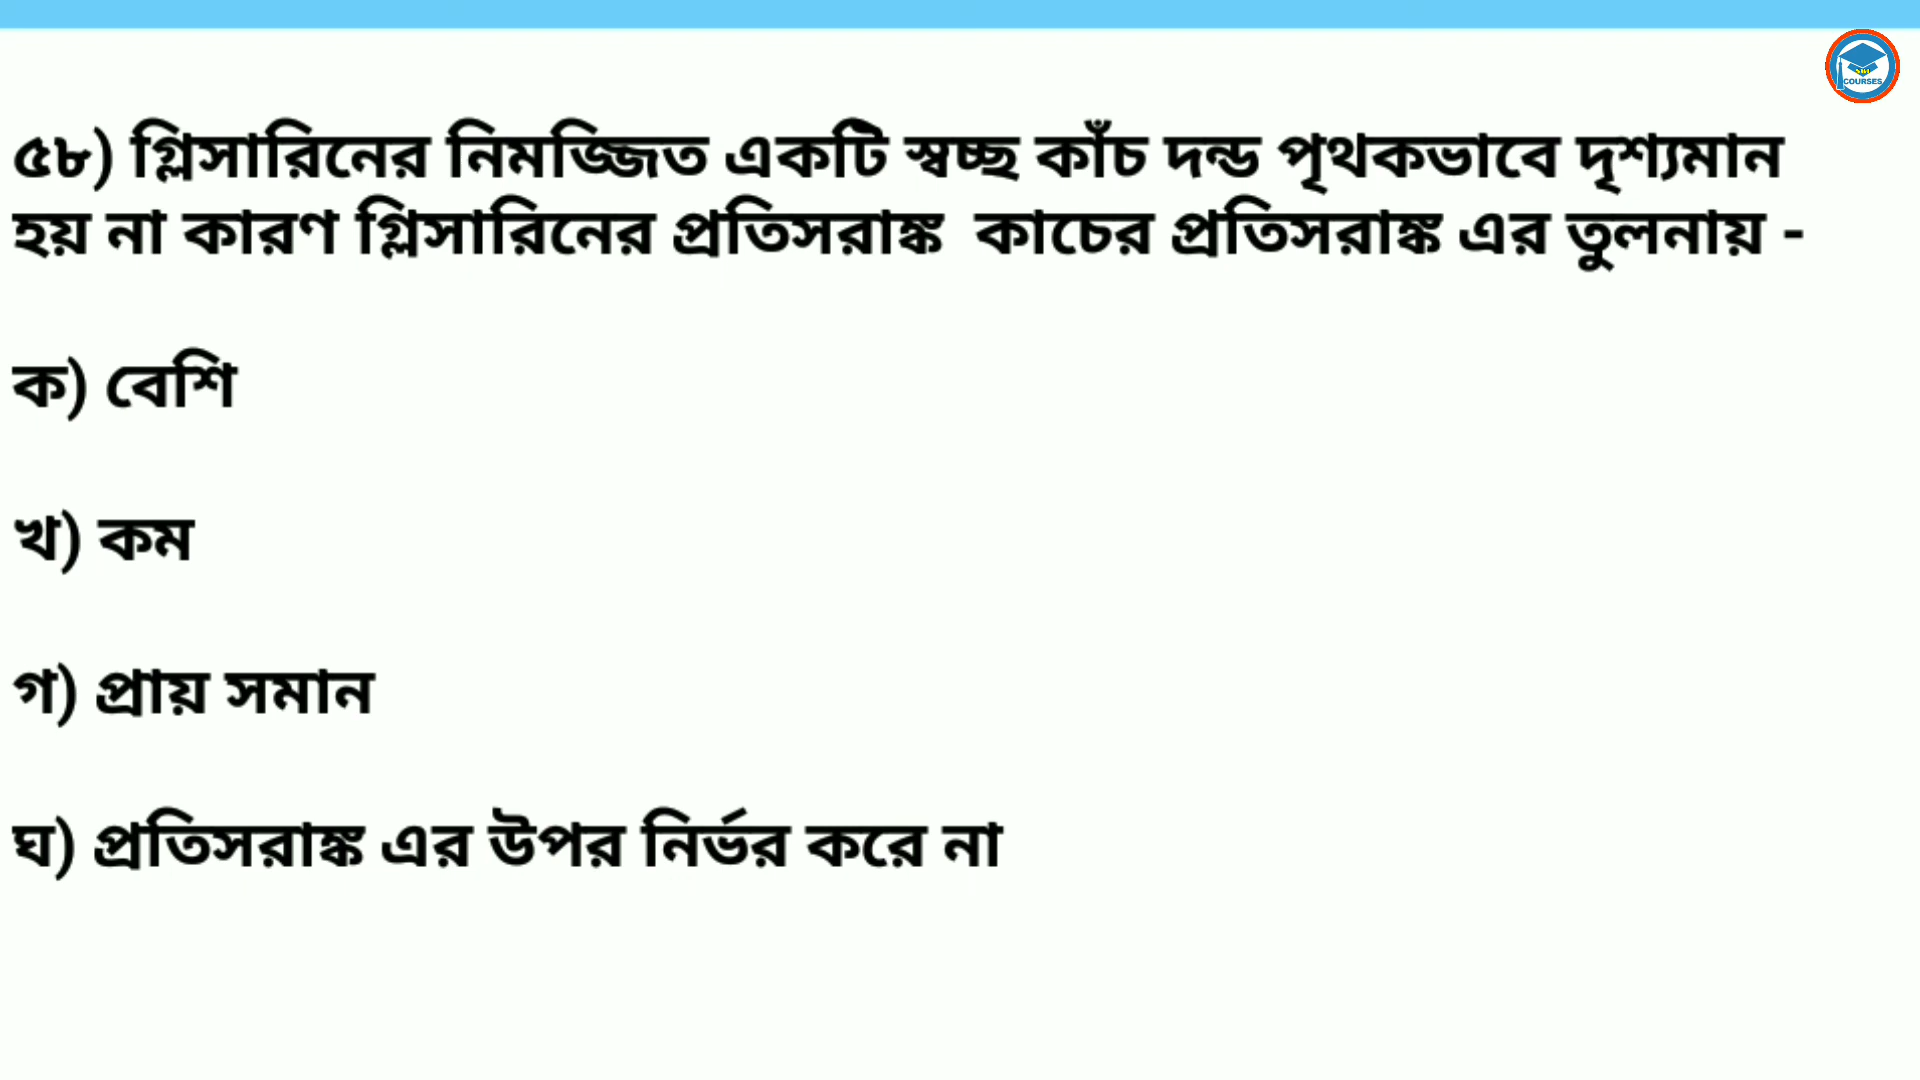 ৫৮) গ্লিসারিনের নিমজ্জিত একটি স্বচ্ছ কাঁচ দন্ড পৃথকভাবে দৃশ্যমান
হয় না কারণ গ্লিসারিনের প্রতিসরাঙ্ক কাচের প্রতিসরাঙ্ক এর তুলনায় -
ক) বেশি
খ) কম
গ) প্রায় সমান
ঘ) প্রতিসরাঙ্ক এর উপর নির্ভর করে না
COURSES